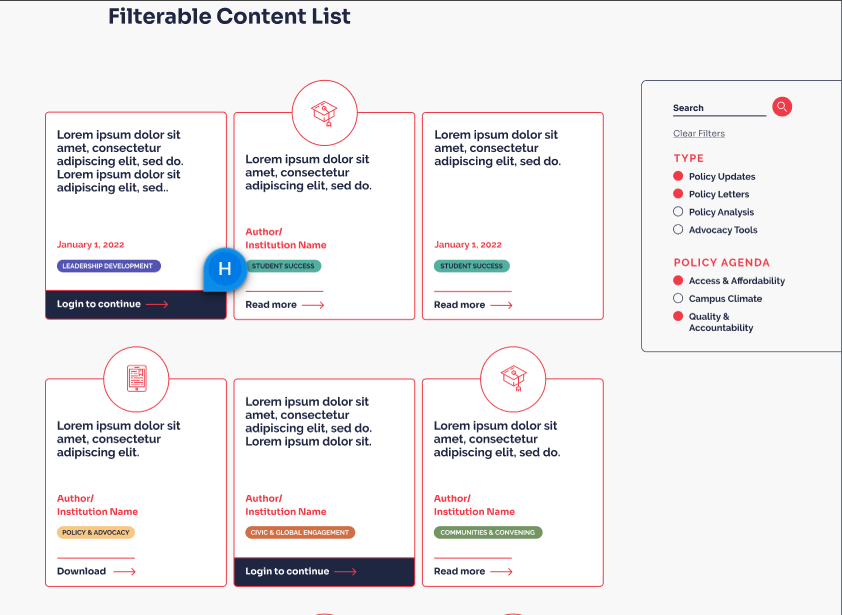 Filterable Content List
Lorem ipsum dolor sit
amet, consectetur
adipiscing elit, sed do.
Lorem ipsum dolor sit
adipiscing elit, sed..
January 1, 2022
LEADERSHIP DEVELOPMENT
Login to continue
H
Lorem ipsum dolor sit
amet, consectetur
adipiscing elit, sed do.
Author/
Institution Name
STUDENT SUCCESS
Read more
Lorem ipsum dolor sit
amet, consectetur
adipiscing elit, sed do.
January 1, 2022
STUDENT SUCCESS
Read more
Search
Clear Filters
TYPE
Policy Updates
Policy Letters
Policy Analysis
Advocacy Tools
POLICY AGENDA
Access & Affordability
Campus Climate
Quality &
Accountability
Lorem ipsum dolor sit
amet, consectetur
adipiscing elit.
Author/
Institution Name
POLICY & ADVOCACY
Download
Lorem ipsum dolor sit
amet, consectetur
adipiscing elit, sed do.
Lorem ipsum dolor sit.
Author/
Institution Name
CIVIC & GLOBAL ENGAGEMENT
Login to continue
Lorem ipsum dolor sit
amet, consectetur
adipiscing elit, sed do.
Author/
Institution Name
COMMUNITIES & CONVENING
Read more